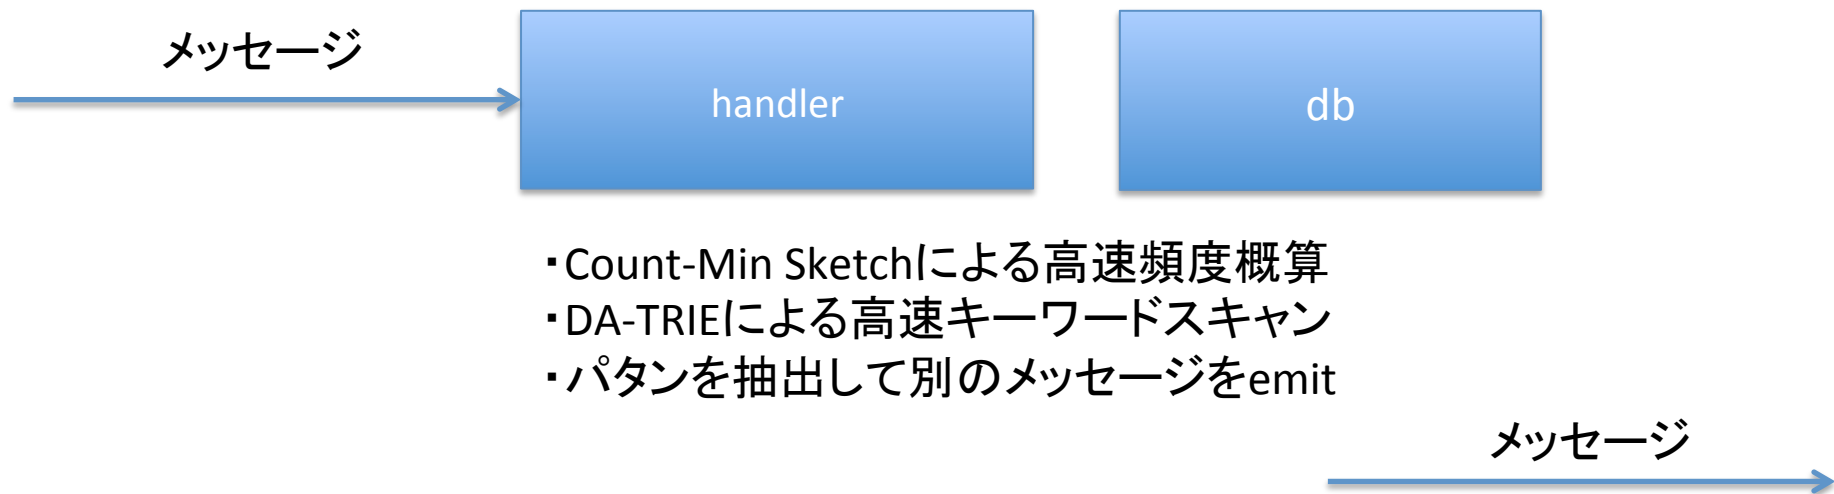 メッセージ
handler
db
・Count-Min Sketchによる高速頻度概算
・DA-TRIEによる高速キーワードスキャン
・パタンを抽出して別のメッセージをemit
メッセージ